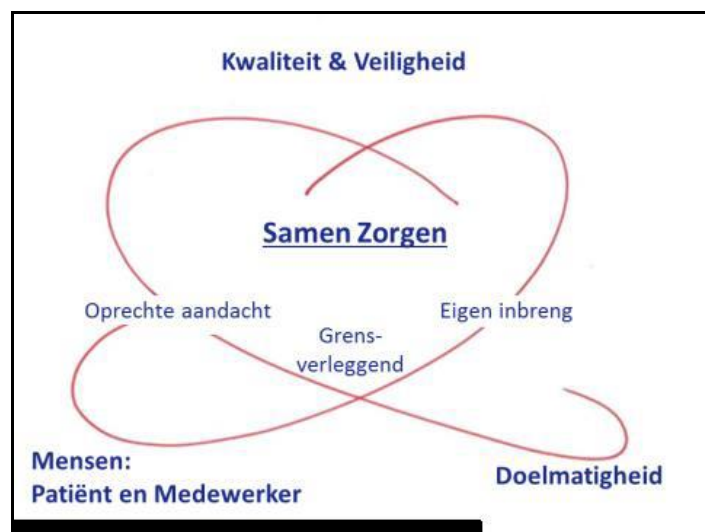 Kwaliteit & Veiligheid
Samen Zorgen
Oprechte aandacht
Eigen inbreng
Grens-
verleggend
Mensen:
Patiënt en Medewerker
Doelmatigheid